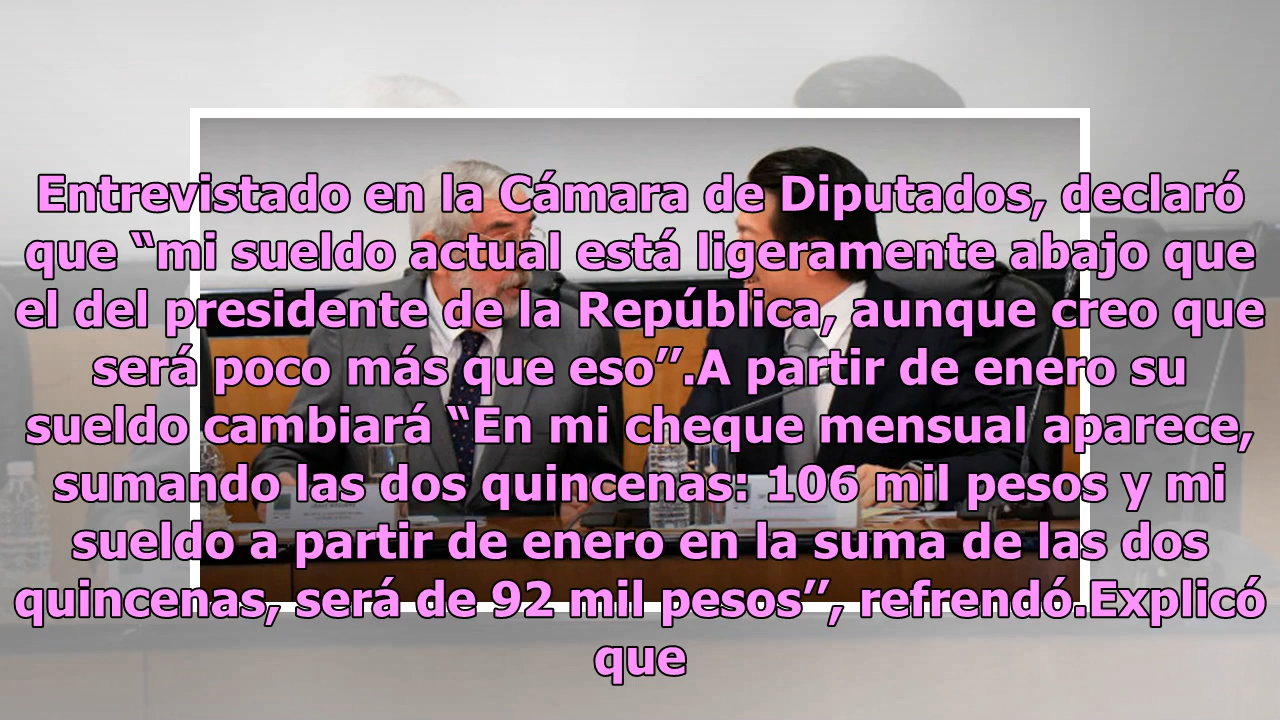 Entrevistado en la Cámara de Diputados, declaró
que “mi sueldo actual está ligeramente abajo que
el del presidente de la República, aunque creo que
será poco más que eso”.A partir de enero su
sueldo cambiará “En mi cheque mensual aparece,
sumando las dos quincenas: 106 mil pesos y mi
sueldo a partir de enero en la suma de las dos
quincenas, será de 92 mil pesos”, refrendó.Explicó
que